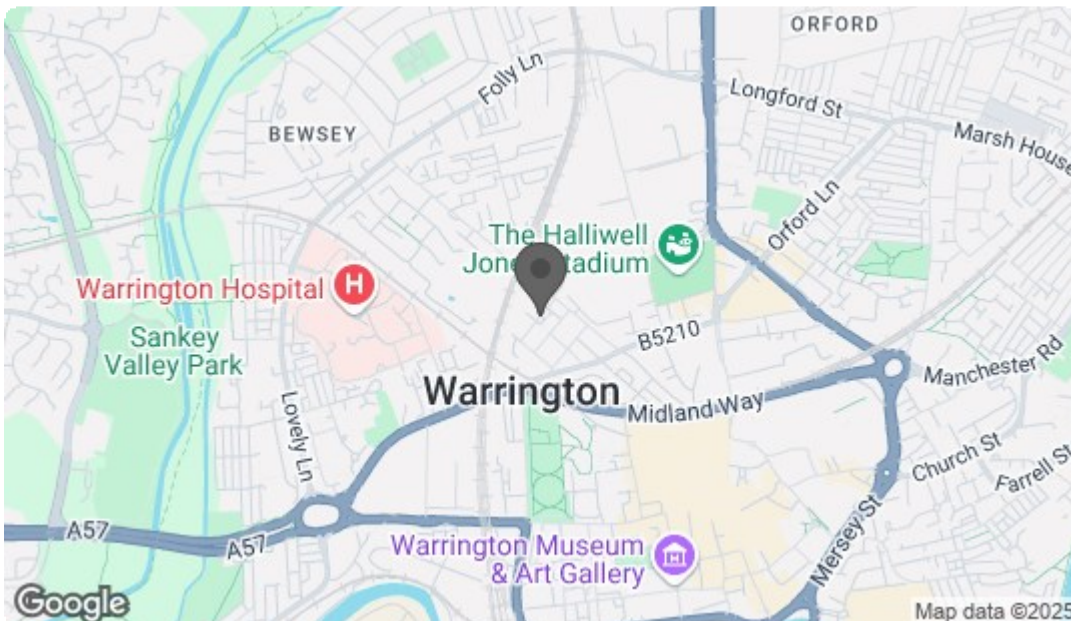 ORFORD
Folly Ln
Longford St
Marsh House
BEWSEY
Orford Ln
The Halliwell
Jones Stadium
Warrington Hospital
H
Sankey
Valley Park
B5210
Manchester Rd
Warrington
Midland Way
Lovely Ln
Church St
Farrell St
A57
A57
Mersey St
Warrington Museum
& Art Gallery
Google
Map data ©2025